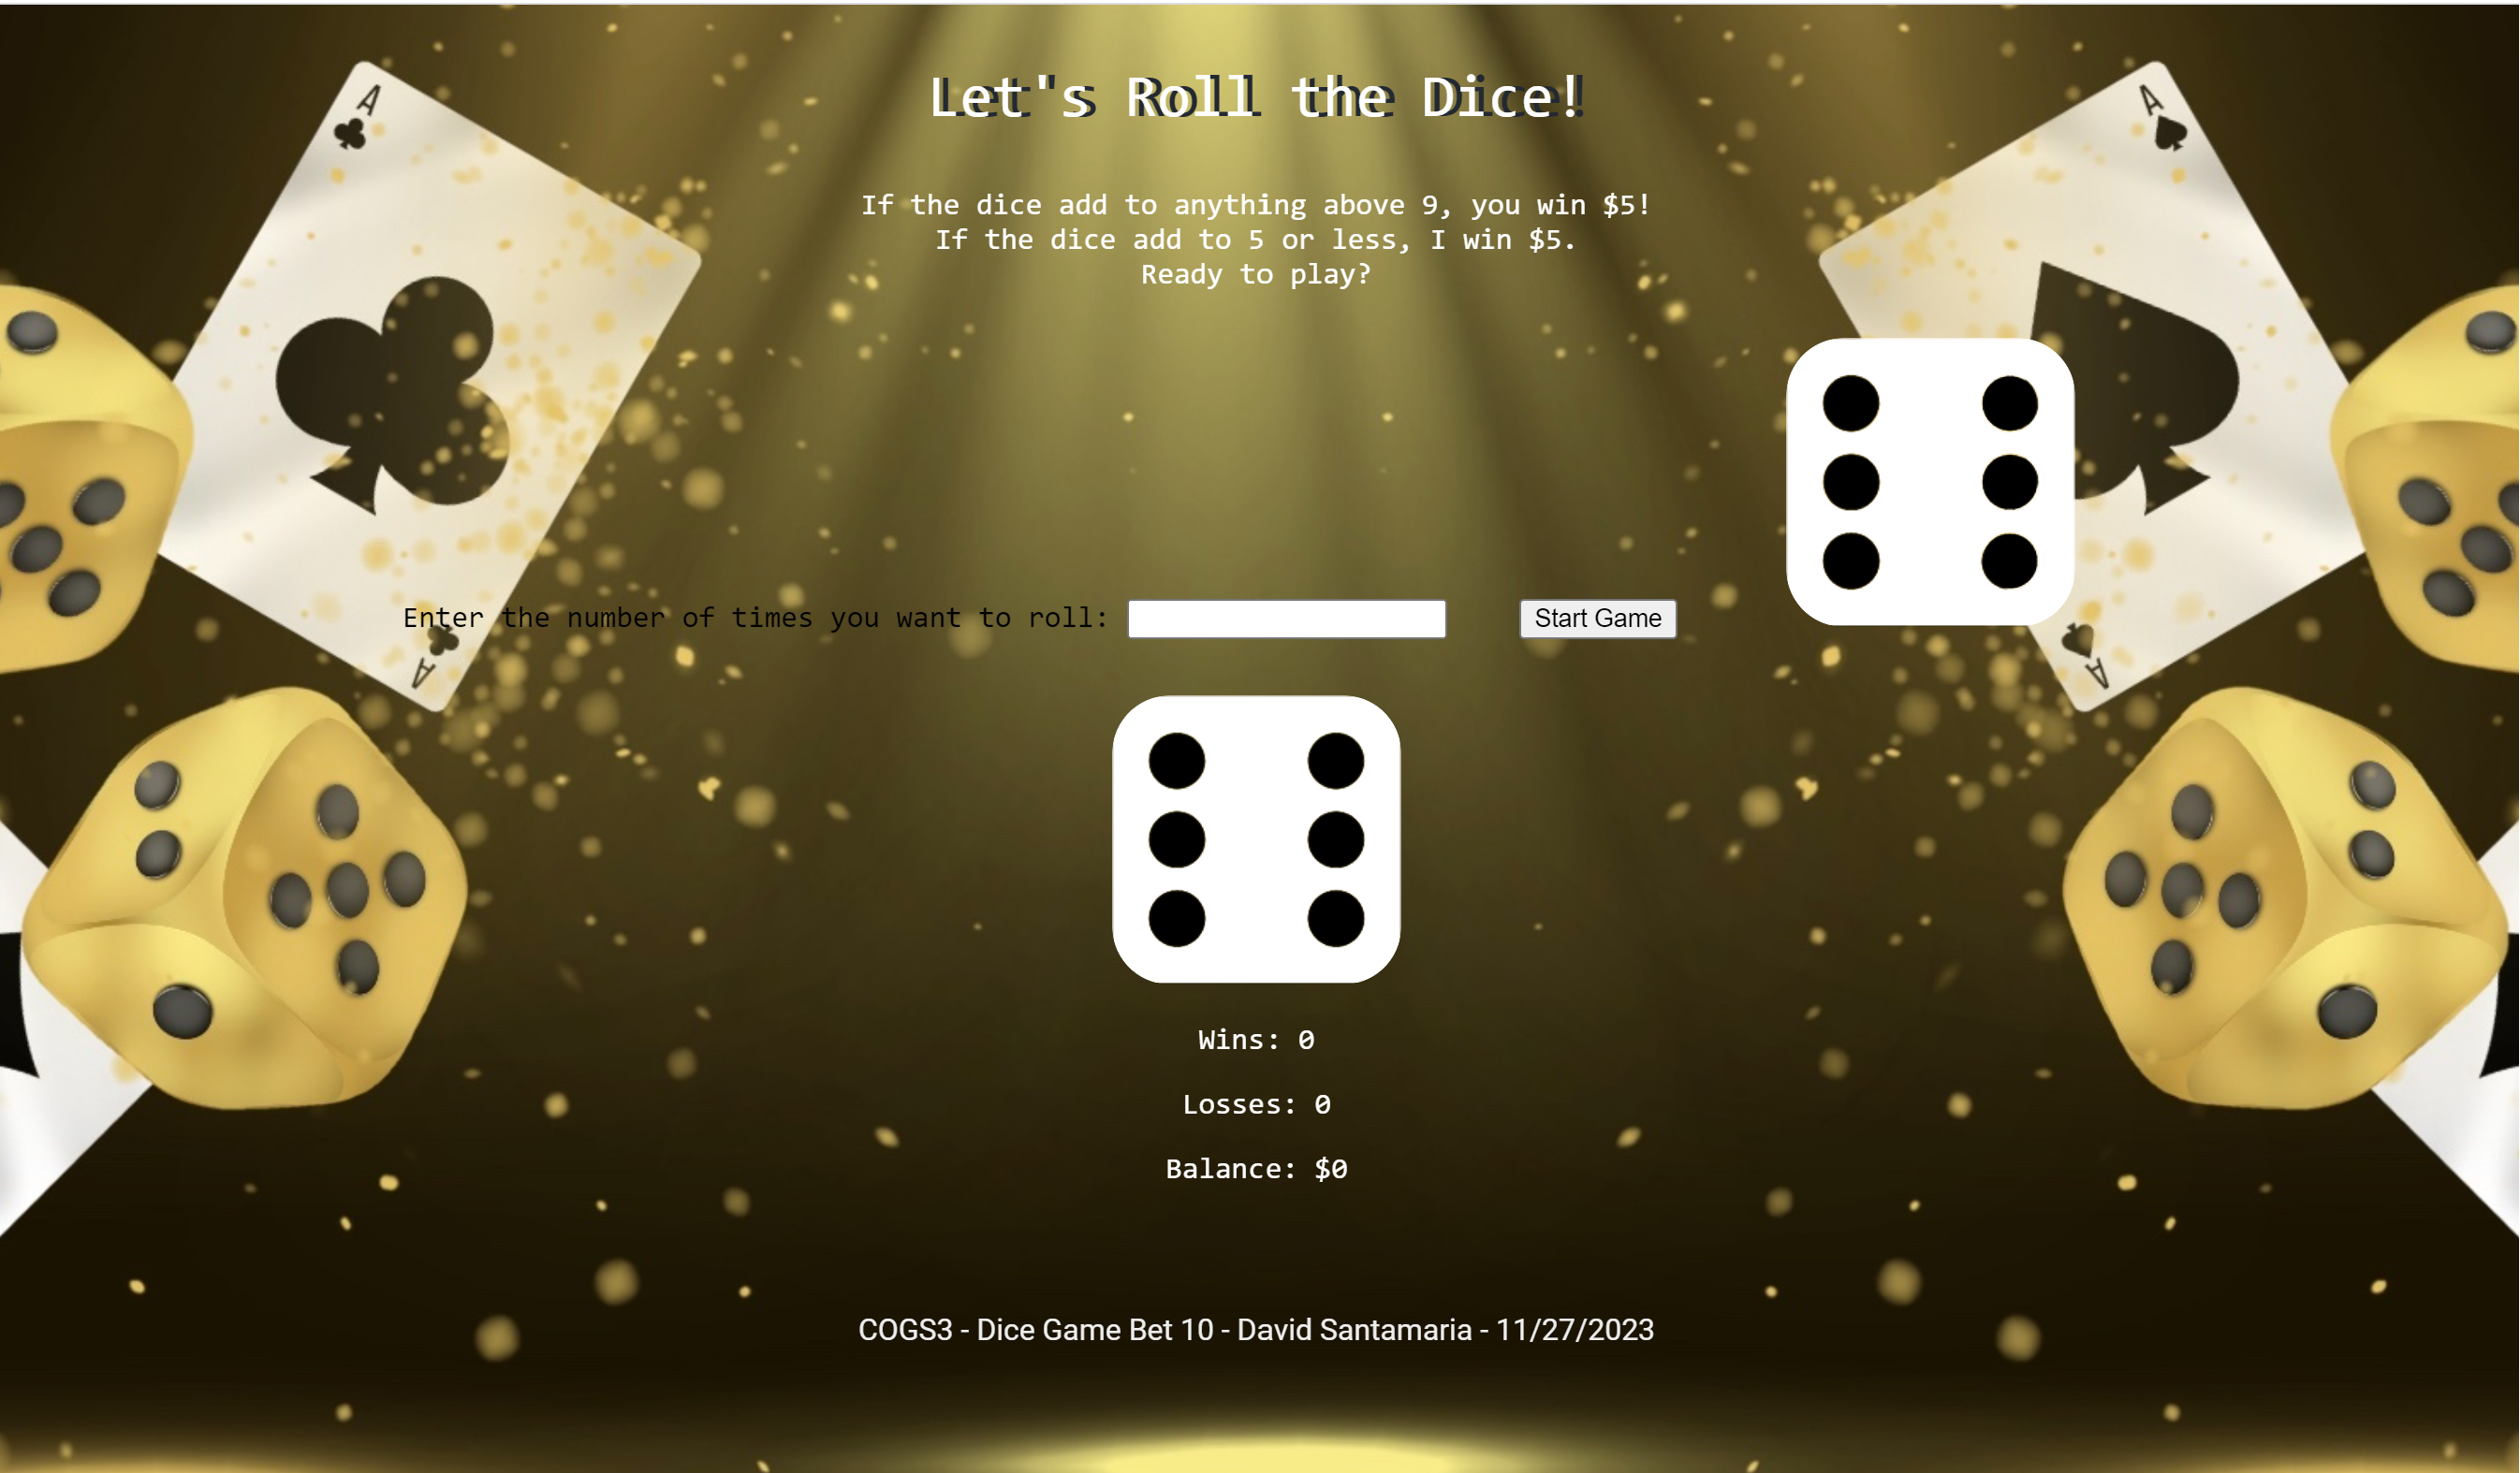 Let's Roll the Dice!
If the dice add to anything above 9, you win $5!
If the dice add to 5 or less, I win $5.
Ready to play?
A
A
Enter the number of times you want to roll:
Start Game
A
A
Wins: 0
Losses: 0
Balance: $0
COGS3 - Dice Game Bet 10 - David Santamaria - 11/27/2023